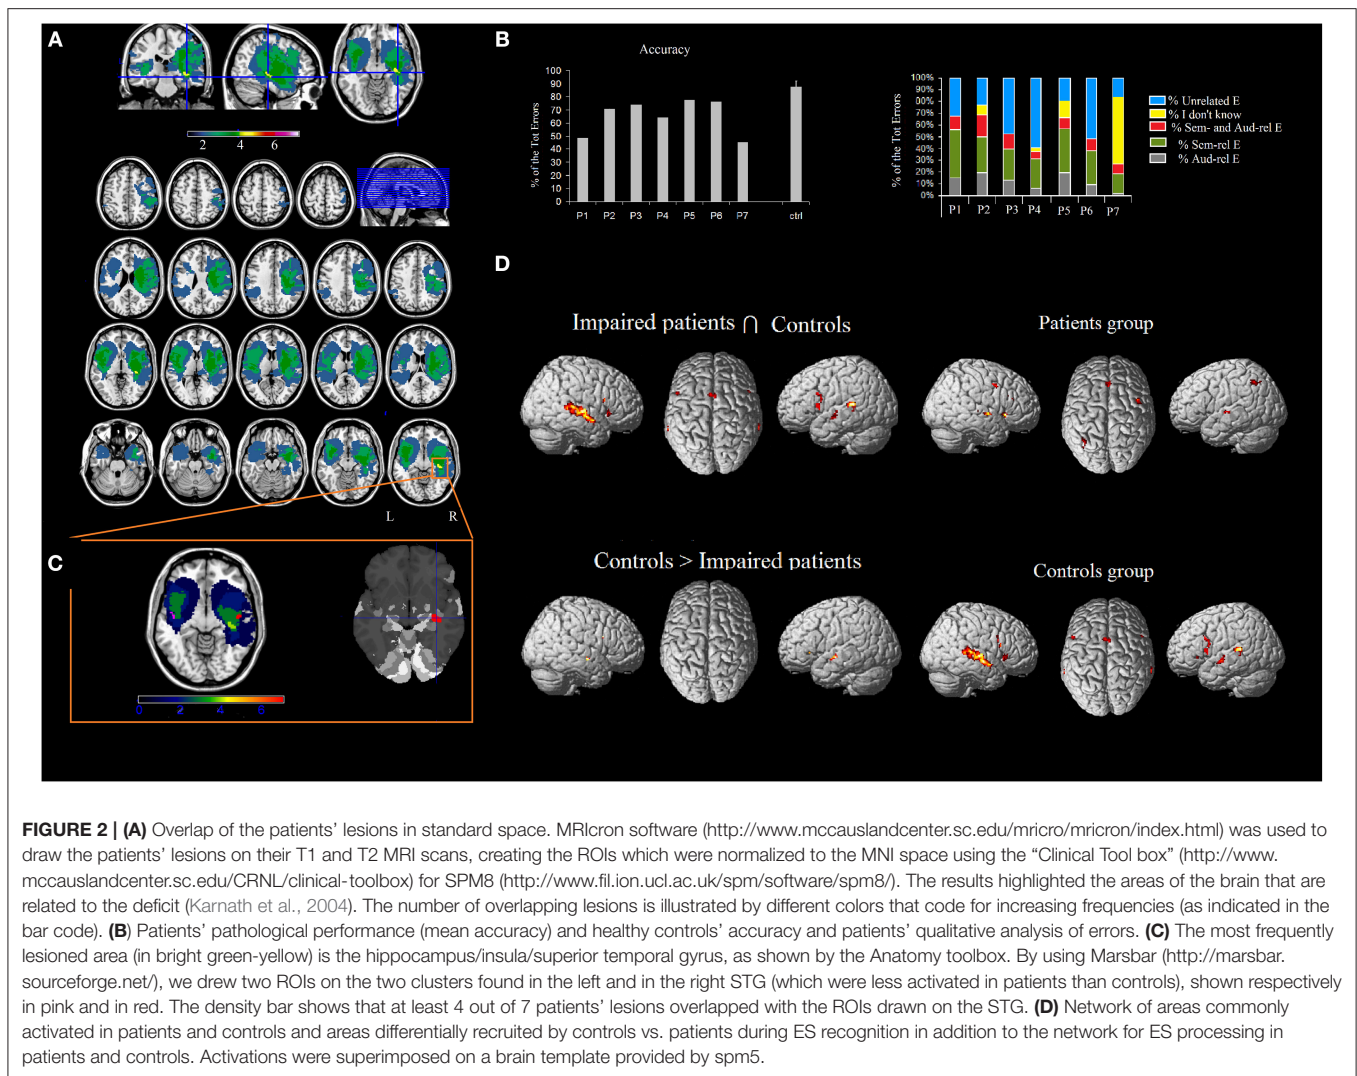 A
2 4 6
L R
B
Accuracy
% of the Tot Errors
100
90
80
70
60
50
40
30
20
10
0
P1 P2 P3 P4 P5 P6 P7 ctrl
% of the Tot Errors
100%
90%
80%
70%
60%
50%
40%
30%
20%
10%
0%
P1 P2 P3 P4 P5 P6 P7
% Unrelated E
% I don't know
% Sem- and Aud-rel E
% Sem-rel E
% Aud-rel E
C
0 2 4 6
D
Impaired patients ∩ Controls
Patients group
Controls > Impaired patients
Controls group
FIGURE 2 | (A) Overlap of the patients' lesions in standard space. MRIcron software (http://www.mccauslandcenter.sc.edu/mricro/mricron/index.html) was used to
draw the patients' lesions on their T1 and T2 MRI scans, creating the ROIs which were normalized to the MNI space using the “Clinical Tool box” (http://www.
mccauslandcenter.sc.edu/CRNL/clinical-toolbox) for SPM8 (http://www.fil.ion.ucl.ac.uk/spm/software/spm8/). The results highlighted the areas of the brain that are
related to the deficit (Karnath et al., 2004). The number of overlapping lesions is illustrated by different colors that code for increasing frequencies (as indicated in the
bar code). (B) Patients' pathological performance (mean accuracy) and healthy controls' accuracy and patients' qualitative analysis of errors. (C) The most frequently
lesioned area (in bright green-yellow) is the hippocampus/insula/superior temporal gyrus, as shown by the Anatomy toolbox. By using Marsbar (http://marsbar.
sourceforge.net/), we drew two ROIs on the two clusters found in the left and in the right STG (which were less activated in patients than controls), shown respectively
in pink and in red. The density bar shows that at least 4 out of 7 patients' lesions overlapped with the ROIs drawn on the STG. (D) Network of areas commonly
activated in patients and controls and areas differentially recruited by controls vs. patients during ES recognition in addition to the network for ES processing in
patients and controls. Activations were superimposed on a brain template provided by spm5.